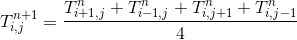 T_{i,j}^{n+1} = \frac{T_{i+1,j}^{n} + T_{i-1,j}^{n} + T_{i,j+1}^{n} + T_{i,j-1}^{n}}{4}